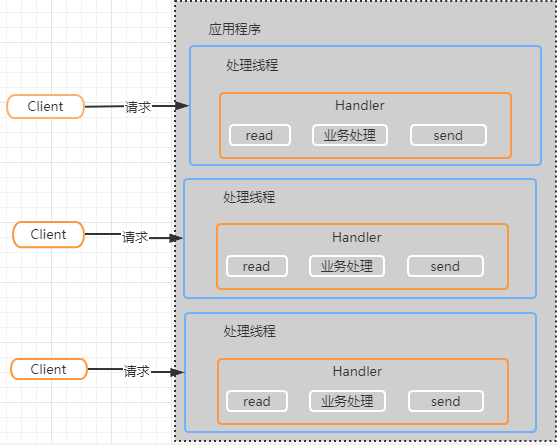 应用程序
处理线程
Client
请求
Handler
read
业务处理
send
处理线程
Client
请求
Handler
read
业务处理
send
处理线程
Client
请求
Handler
read
业务处理
send